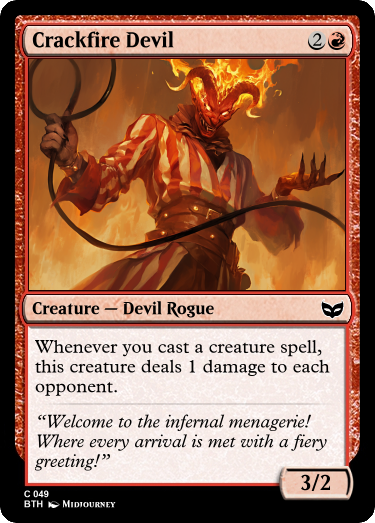 Crackfire Devil 2
Creature — Devil Rogue
Whenever you cast a creature spell,
this creature deals 1 damage to each
opponent.
“Welcome to the infernal menagerie!
Where every arrival is met with a fiery
greeting!”
3/2
C 049
BTH Midjourney